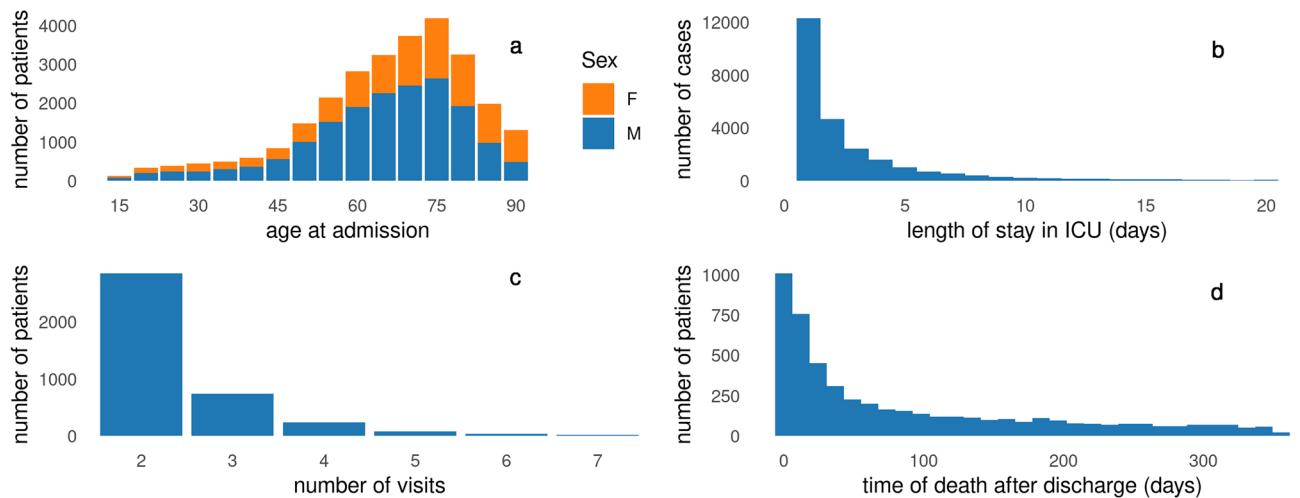 number of patients
4000
3000
2000
1000
0
15 30 45 60 75 90
age at admission
a
Sex
F
M
number of cases
12000
8000
4000
0
0 5 10 15 20
length of stay in ICU (days)
b
number of patients
2000
1000
0
2 3 4 5 6 7
number of visits
c
number of patients
1000
750
500
250
0
0 100 200 300
time of death after discharge (days)
d